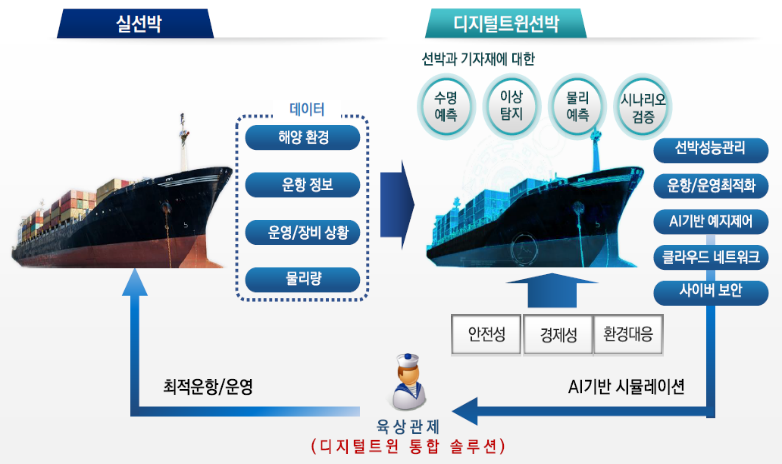 실선박
디지털트윈선박
선박과 기자재에 대한
수명
예측
이상
탐지
물리
예측
시나리오
검증
데이터
해양 환경
운항 정보
운영/장비 상황
물리량
선박성능관리
운항/운영최적화
AI기반 예지제어
클라우드 네트워크
사이버 보안
안전성
경제성
환경대응
최적운항/운영
AI기반 시뮬레이션
육상관제
(디지털트윈 통합 솔루션)